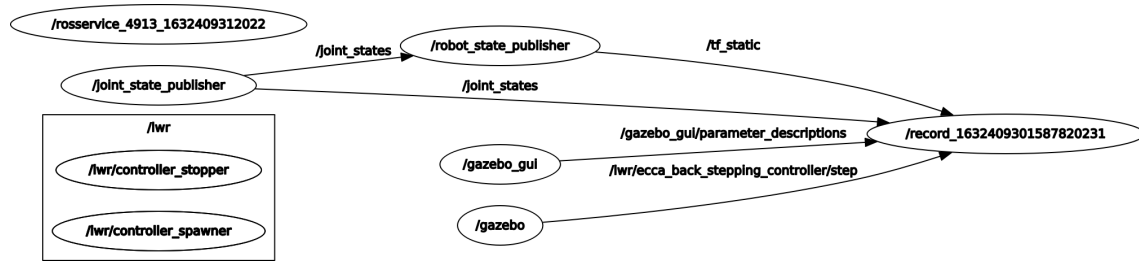 /rosservice_4913_1632409312022
/joint_states
/robot_state_publisher
/tf_static
/joint_state_publisher
/joint_states
/lwr
/gazebo_gui/parameter_descriptions
/record_1632409301587820231
/lwr/controller_stopper
/gazebo_gui
/lwr/ecca_back_stepping_controller/step
/lwr/controller_spawner
/gazebo